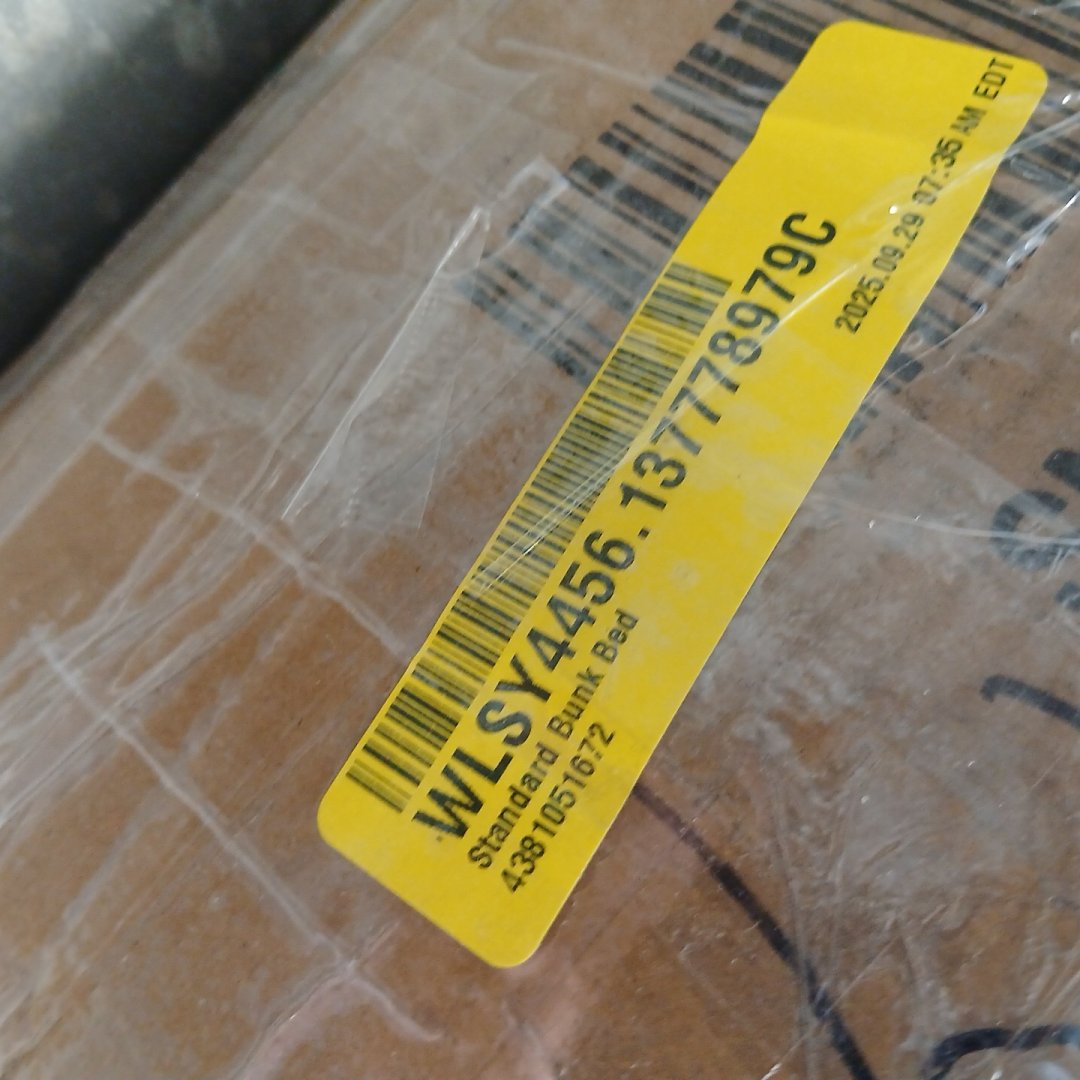 WLSY4456.137778979C
Standard Bunk Bed
4381051672
2025.09.29 07:35 AM EDT